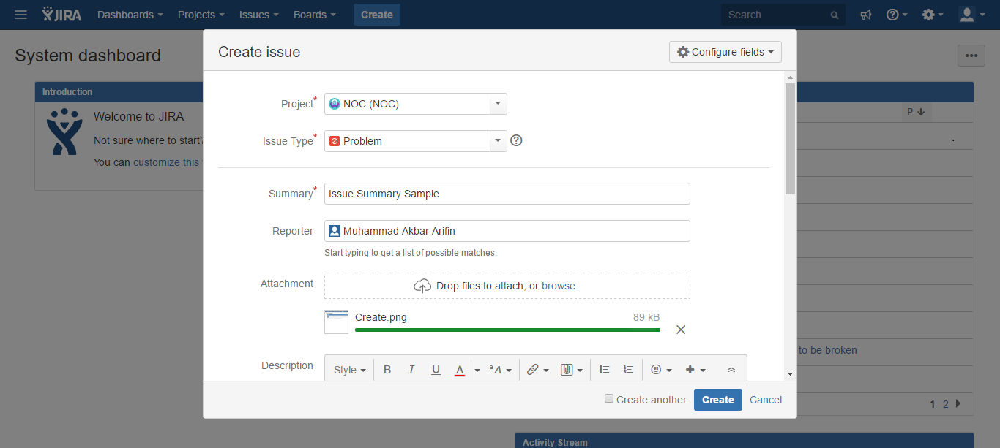 JIRA Dashboards Projects Issues Boards Create Search
System dashboard
Create issue
Configure fields
Introduction
Welcome to JIRA
Not sure where to start?
You can customize this
P
.
to be broken
1 2
Activity Stream
Project*
NOC (NOC)
Issue Type*
Problem
Summary*
Issue Summary Sample
Reporter
Muhammad Akbar Arifin
Start typing to get a list of possible matches.
Attachment
Drop files to attach, or browse.
Create.png 89 kB
Description
Style B I U A ªA
Create another Create Cancel